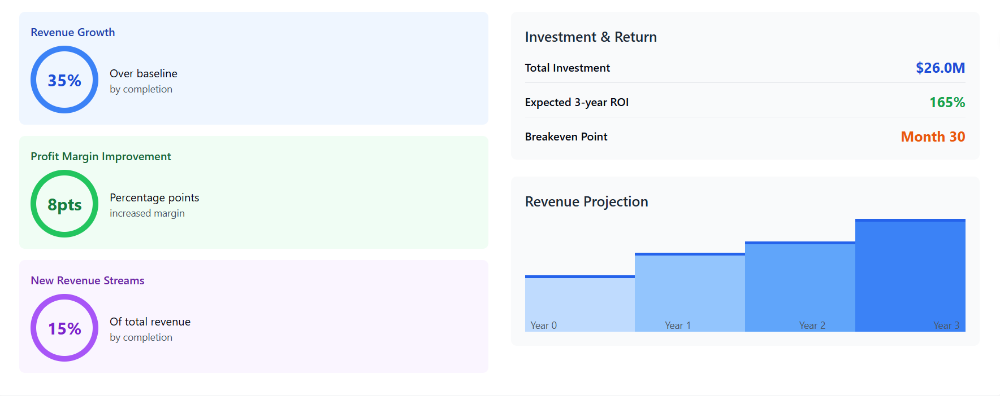 Revenue Growth
35%
Over baseline
by completion
Profit Margin Improvement
8pts
Percentage points
increased margin
New Revenue Streams
15%
Of total revenue
by completion
Investment & Return
Total Investment
$26.0M
Expected 3-year ROI
165%
Breakeven Point
Month 30
Revenue Projection
Year 0
Year 1
Year 2
Year 3